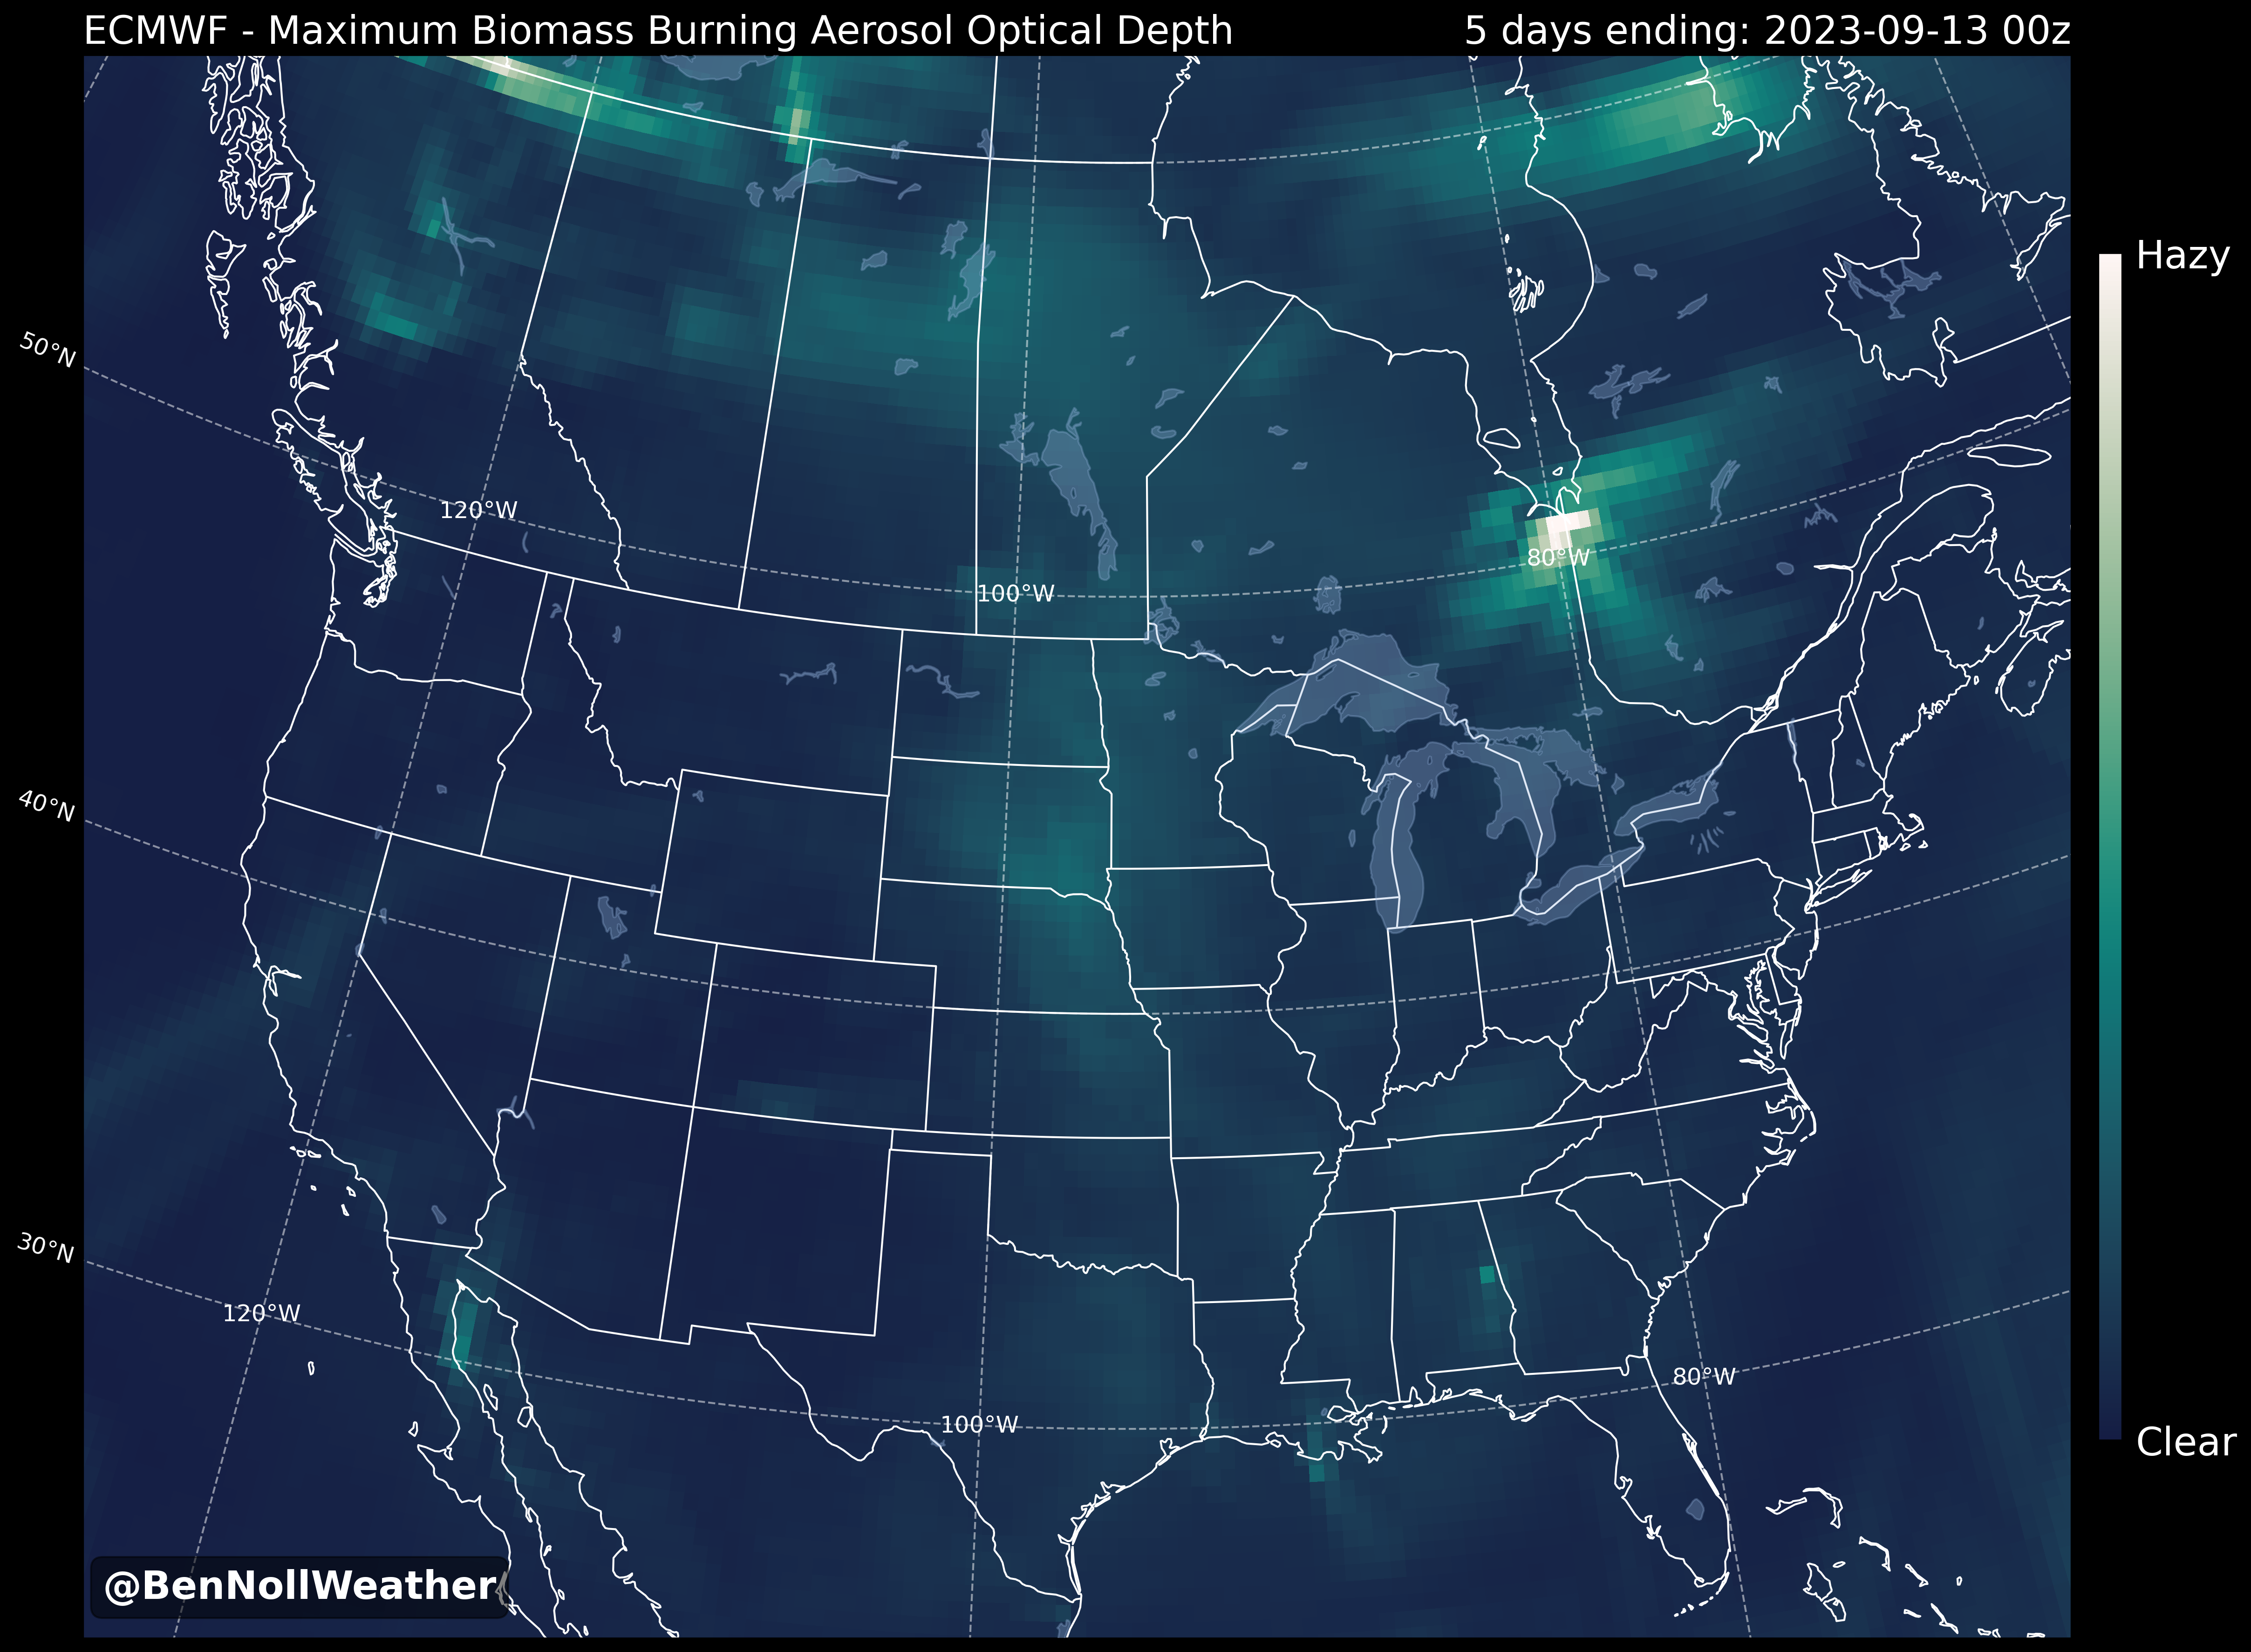 ECMWF - Maximum Biomass Burning Aerosol Optical Depth
5 days ending: 2023-09-13 00z
Hazy
50°N
120°W
80°W
100°W
40°N
30°N
120°W
80°W
100°W
Clear
@BenNollWeather